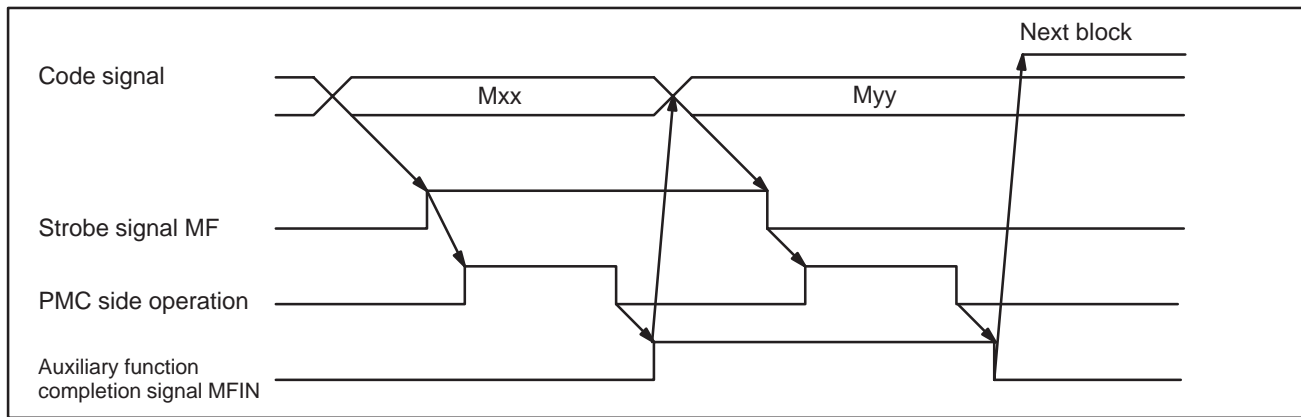 Next block
Code signal
Mxx
Myy
Strobe signal MF
PMC side operation
Auxiliary function
completion signal MFIN